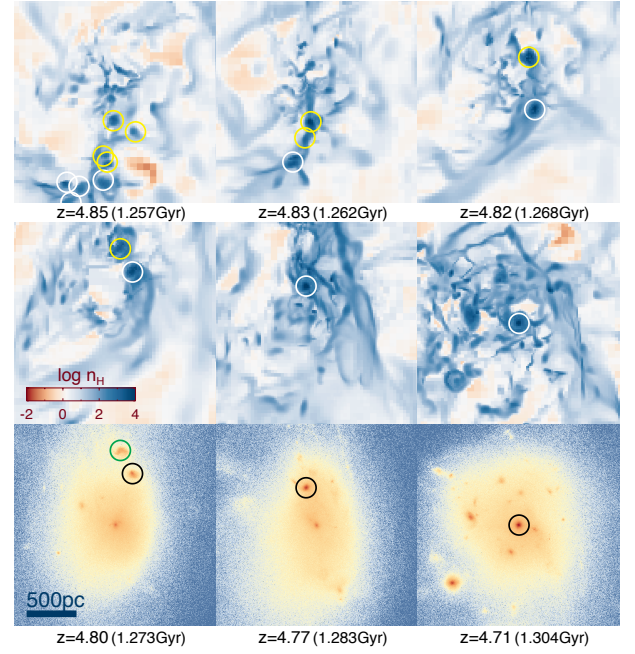 z=4.85 (1.257Gyr)
z=4.83 (1.262Gyr)
z=4.82 (1.268Gyr)
log n_H
-2 0 2 4
500pc
z=4.80 (1.273Gyr)
z=4.77 (1.283Gyr)
z=4.71 (1.304Gyr)